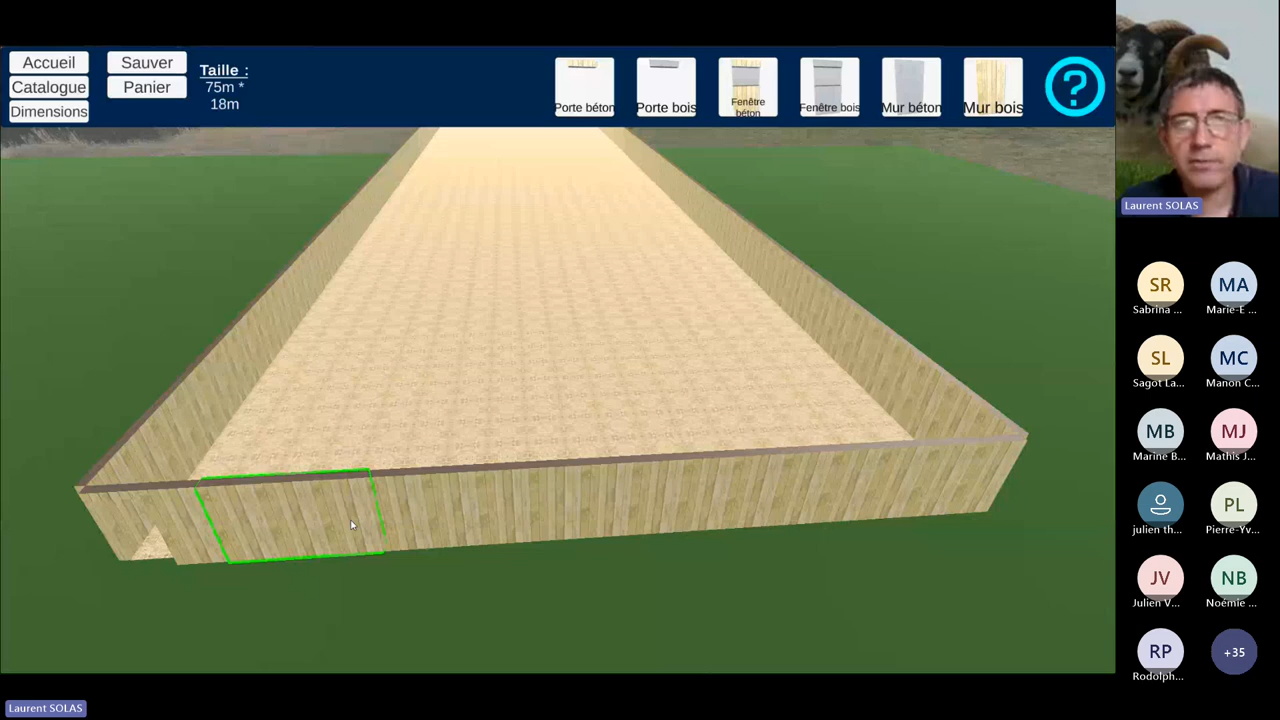 Accueil
Catalogue
Dimensions
Sauver
Panier
Taille :
75m *
18m
Porte béton
Porte bois
Fenêtre
béton
Fenêtre bois
Mur béton
Mur bois
?
Laurent SOLAS
SR
Sabrina ...
MA
Marie-E ...
SL
Sagot La...
MC
Manon C...
MB
Marine B...
MJ
Mathis J...
julien th...
PL
Pierre-Yv...
JV
Julien V...
NB
Noémie ...
RP
Rodolph...
+35
Laurent SOLAS